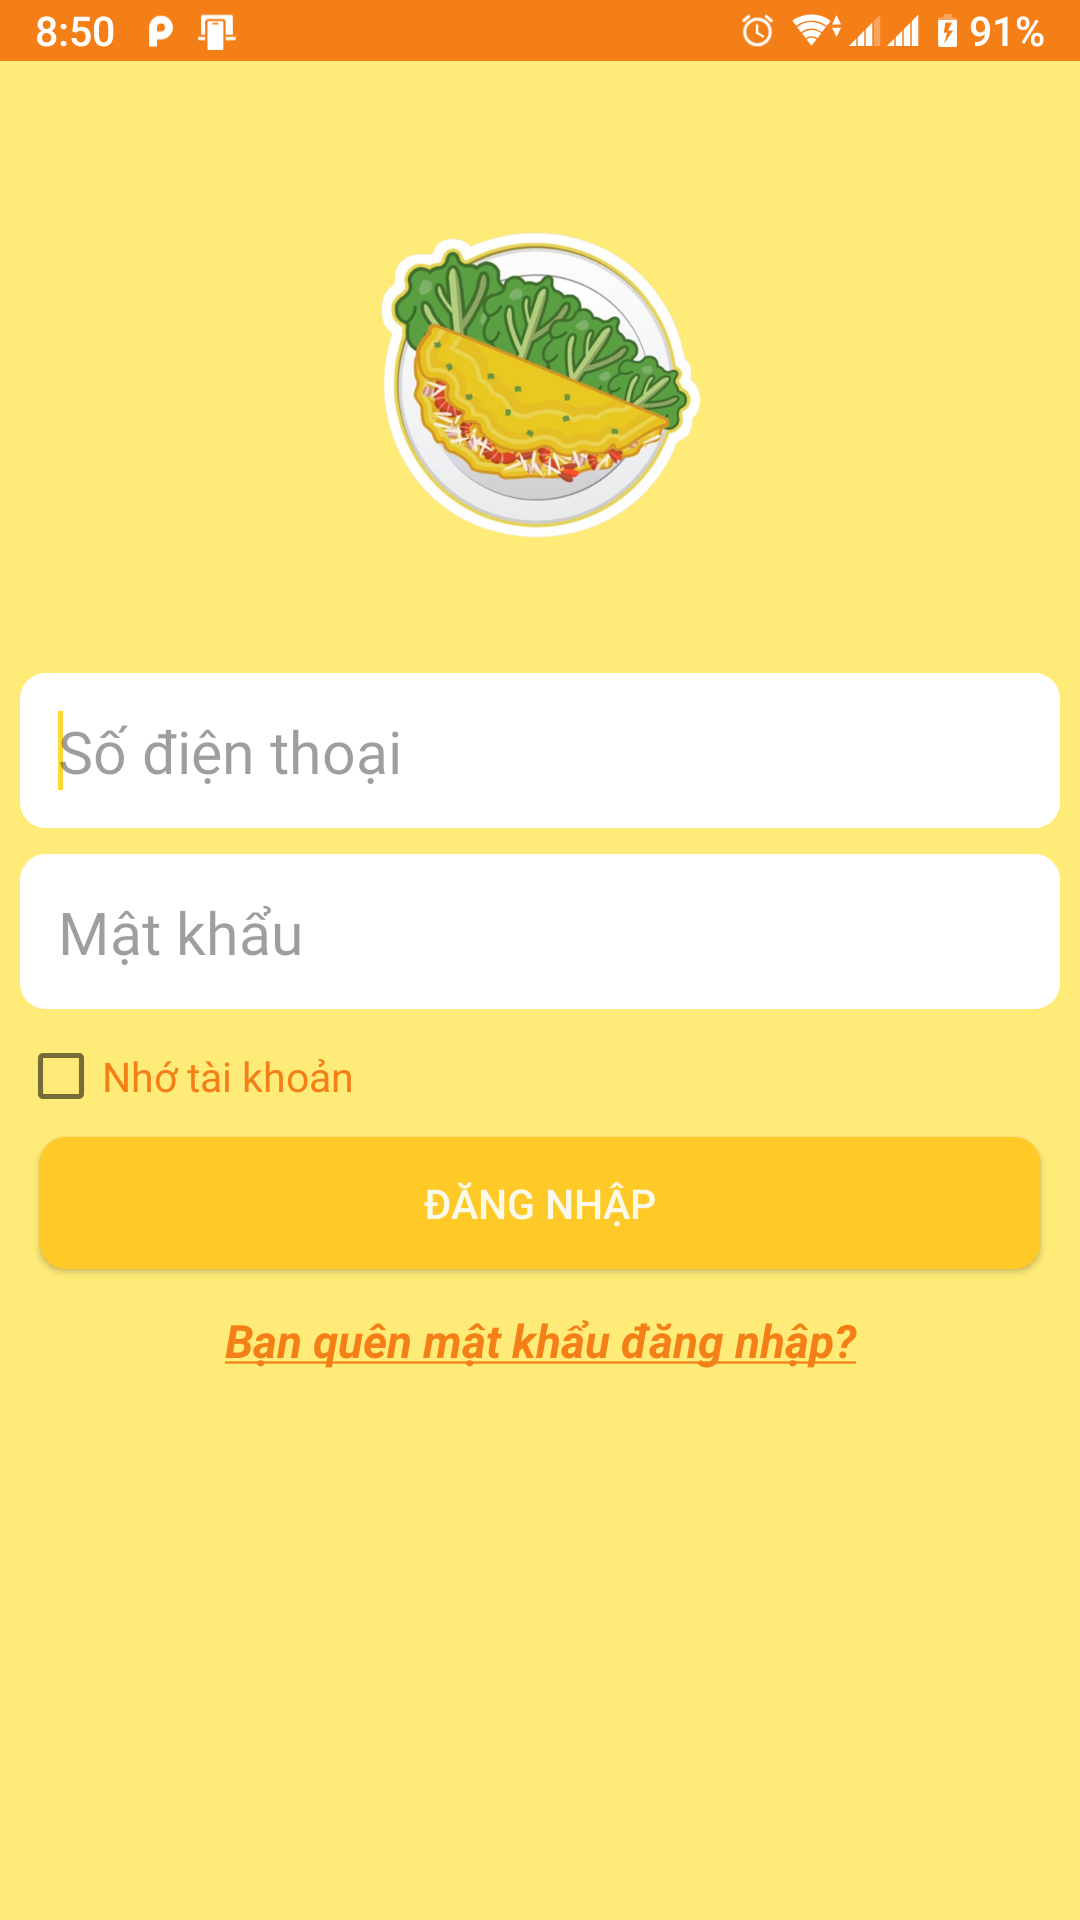 8:50 91%
Số điện thoại
Mật khẩu
Nhớ tài khoản
ĐĂNG NHẬP
Bạn quên mật khẩu đăng nhập?